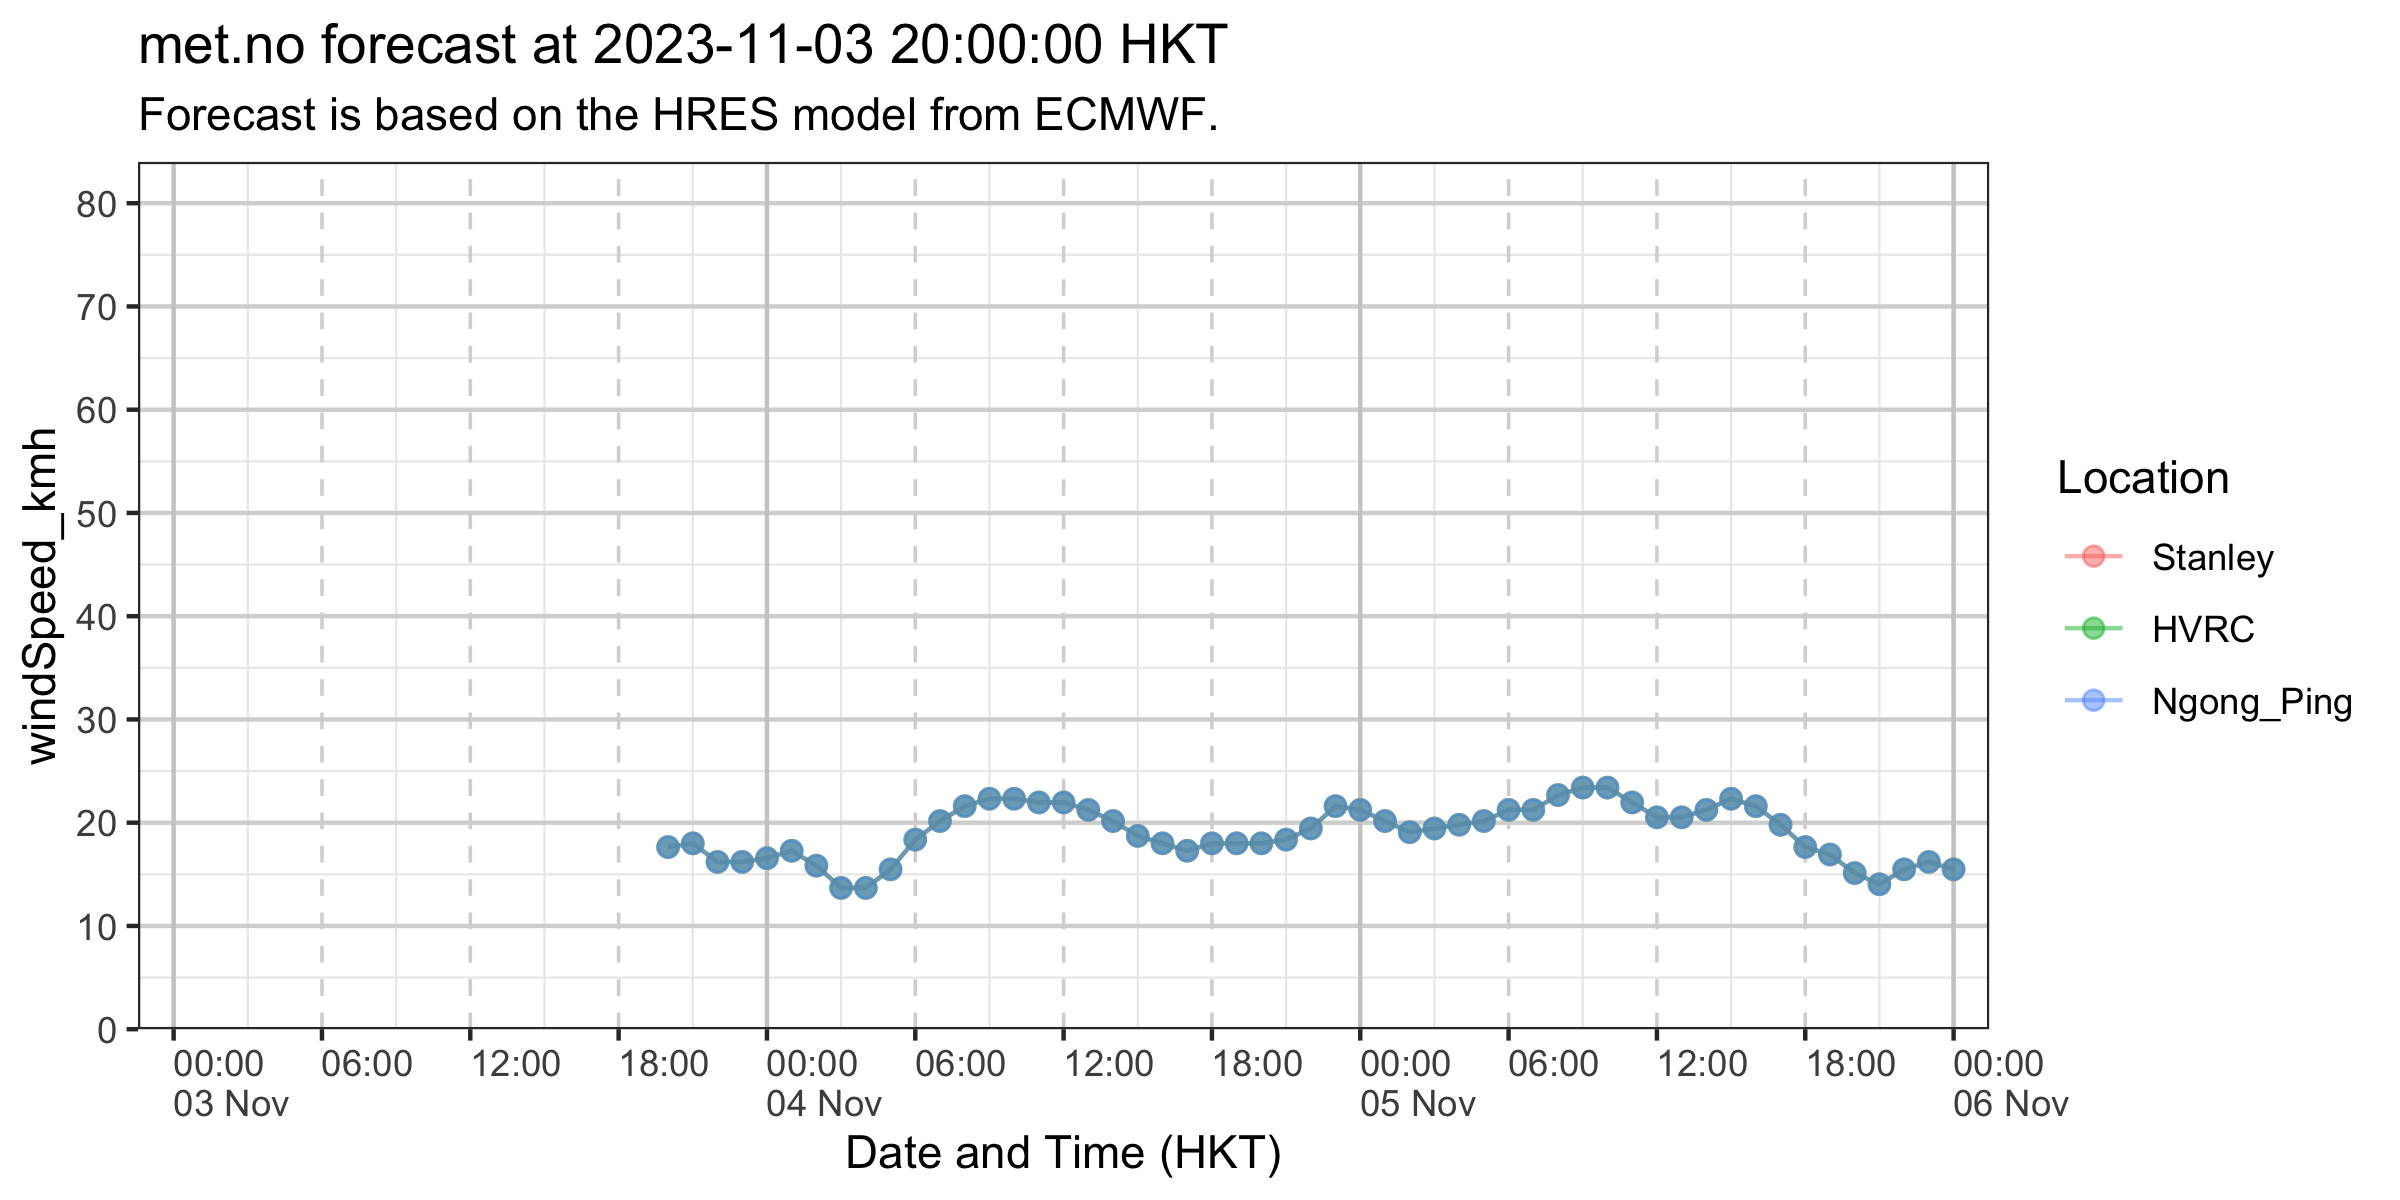 met.no forecast at 2023-11-03 20:00:00 HKT
Forecast is based on the HRES model from ECMWF.
windSpeed_kmh
80
70
60
50
40
30
20
10
0
00:00 06:00 12:00 18:00 00:00 06:00 12:00 18:00 00:00 06:00 12:00 18:00 00:00
03 Nov 04 Nov 05 Nov 06 Nov
Date and Time (HKT)
Location
Stanley
HVRC
Ngong_Ping